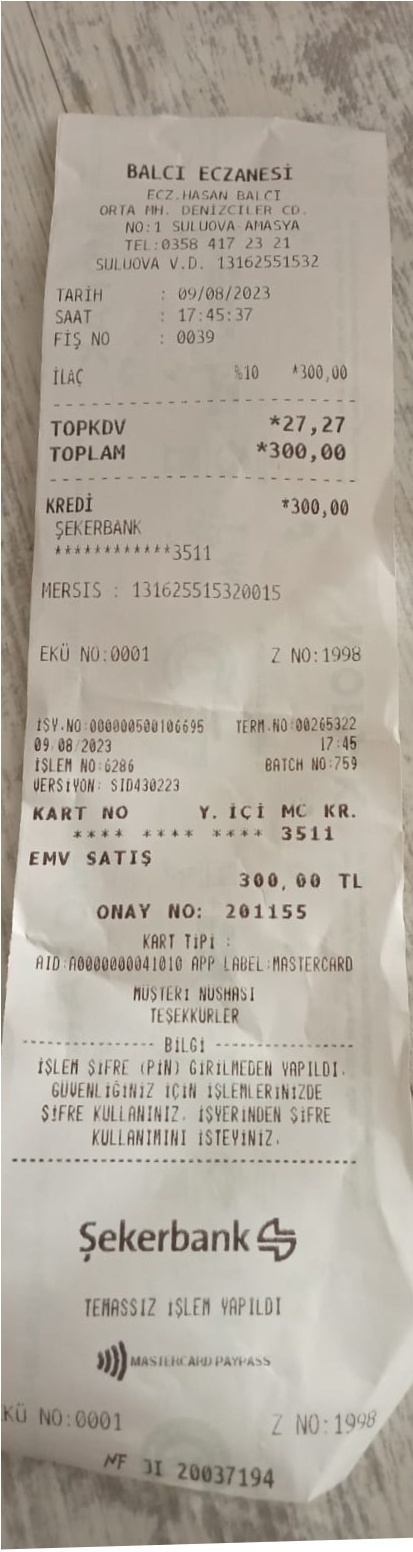 BALCI ECZANESİ
ECZ.HASAN BALCI
ORTA MH. DENİZCİLER CD.
NO:1 SULUOVA AMASYA
TEL:0358 417 23 21
SULUOVA V.D. 13162551532
TARİH : 09/08/2023
SAAT : 17:45:37
FİŞ NO : 0039
İLAÇ %10 *300,00
TOPKDV *27,27
TOPLAM *300,00
KREDİ *300,00
ŞEKERBANK
************3511
MERSIS : 131625515320015
EKÜ NO:0001 Z NO:1998
İŞY.NO:000000500106695 TERM.NO:00265322
09/08/2023 17:45
İŞLEM NO:6286 BATCH NO:759
VERSİYON: SID430223
KART NO Y. İÇİ MC KR.
**** **** **** 3511
EMV SATIŞ
300,00 TL
ONAY NO: 201155
KART TİPİ :
AID:A0000000041010 APP LABEL:MASTERCARD
MÜŞTERİ NÜSHASI
TEŞEKKÜRLER
BİLGİ
İŞLEM ŞİFRE (PİN) GİRİLMEDEN YAPILDI.
GÜVENLİĞİNİZ İÇİN İŞLEMLERİNİZDE
ŞİFRE KULLANINIZ. İŞYERİNDEN ŞİFRE
KULLANIMINI İSTEYİNİZ.
Şekerbank
TEMASSIZ İŞLEM YAPILDI
MASTERCARD PAYPASS
KÜ NO:0001 Z NO:1998
MF DI 20037194